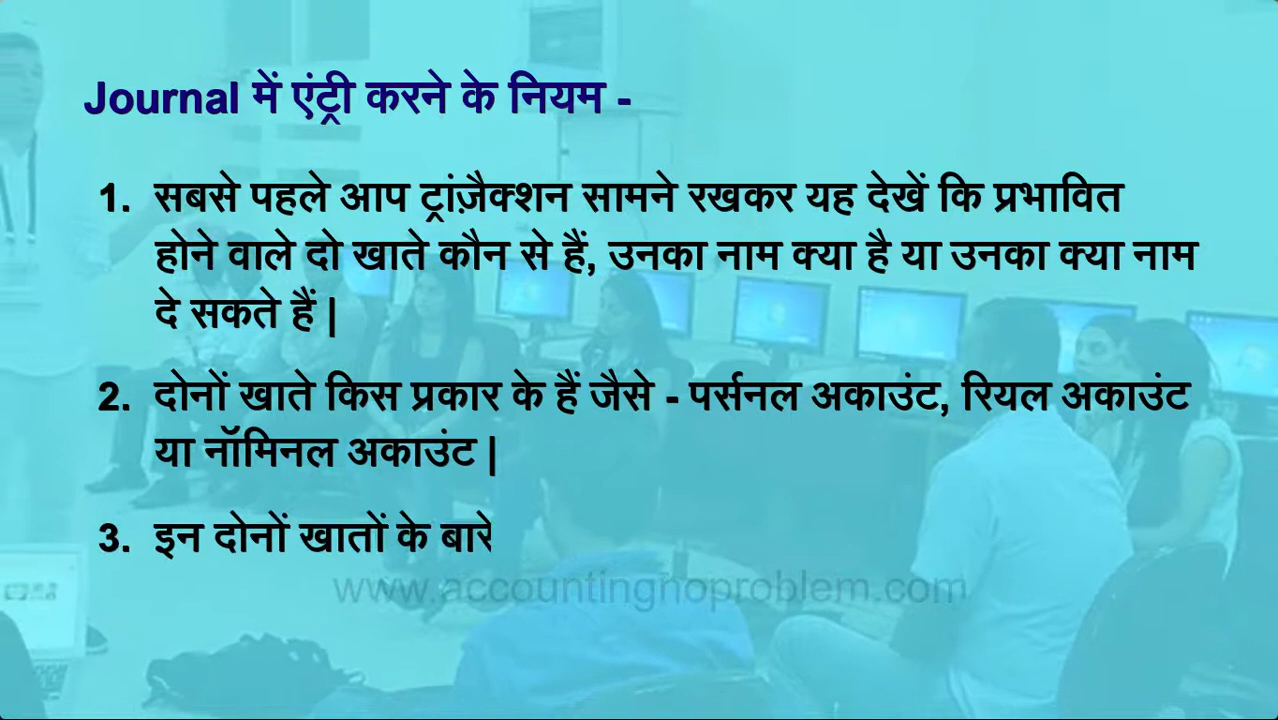 Journal में एंट्री करने के नियम -
1. सबसे पहले आप ट्रांज़ैक्शन सामने रखकर यह देखें कि प्रभावित
होने वाले दो खाते कौन से हैं, उनका नाम क्या है या उनका क्या नाम
दे सकते हैं |
2. दोनों खाते किस प्रकार के हैं जैसे - पर्सनल अकाउंट, रियल अकाउंट
या नॉमिनल अकाउंट |
3. इन दोनों खातों के बारे
www.accountingnoproblem.com